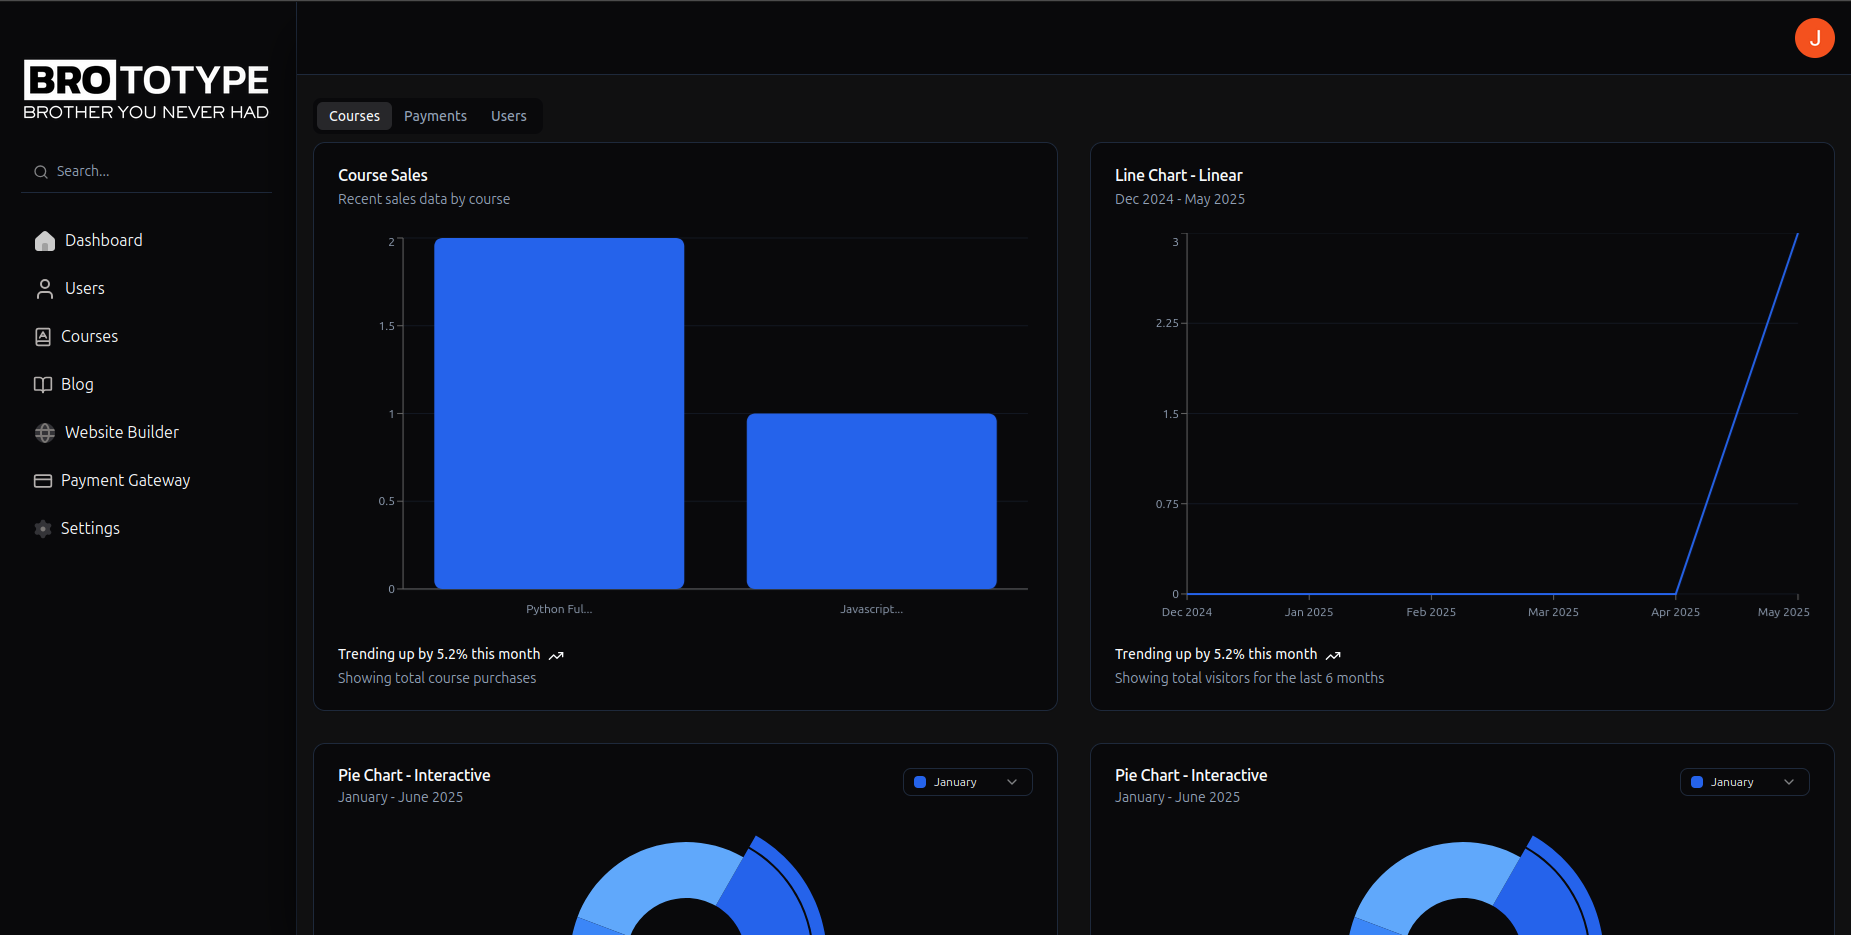 BROTOTYPE
BROTHER YOU NEVER HAD
Search...
Dashboard
Users
Courses
Blog
Website Builder
Payment Gateway
Settings
J
Courses Payments Users
Course Sales
Recent sales data by course
2
1.5
1
0.5
0
Python Ful... Javascript...
Trending up by 5.2% this month
Showing total course purchases
Line Chart - Linear
Dec 2024 - May 2025
3
2.25
1.5
0.75
0
Dec 2024 Jan 2025 Feb 2025 Mar 2025 Apr 2025 May 2025
Trending up by 5.2% this month
Showing total visitors for the last 6 months
Pie Chart - Interactive
January - June 2025
January
Pie Chart - Interactive
January - June 2025
January